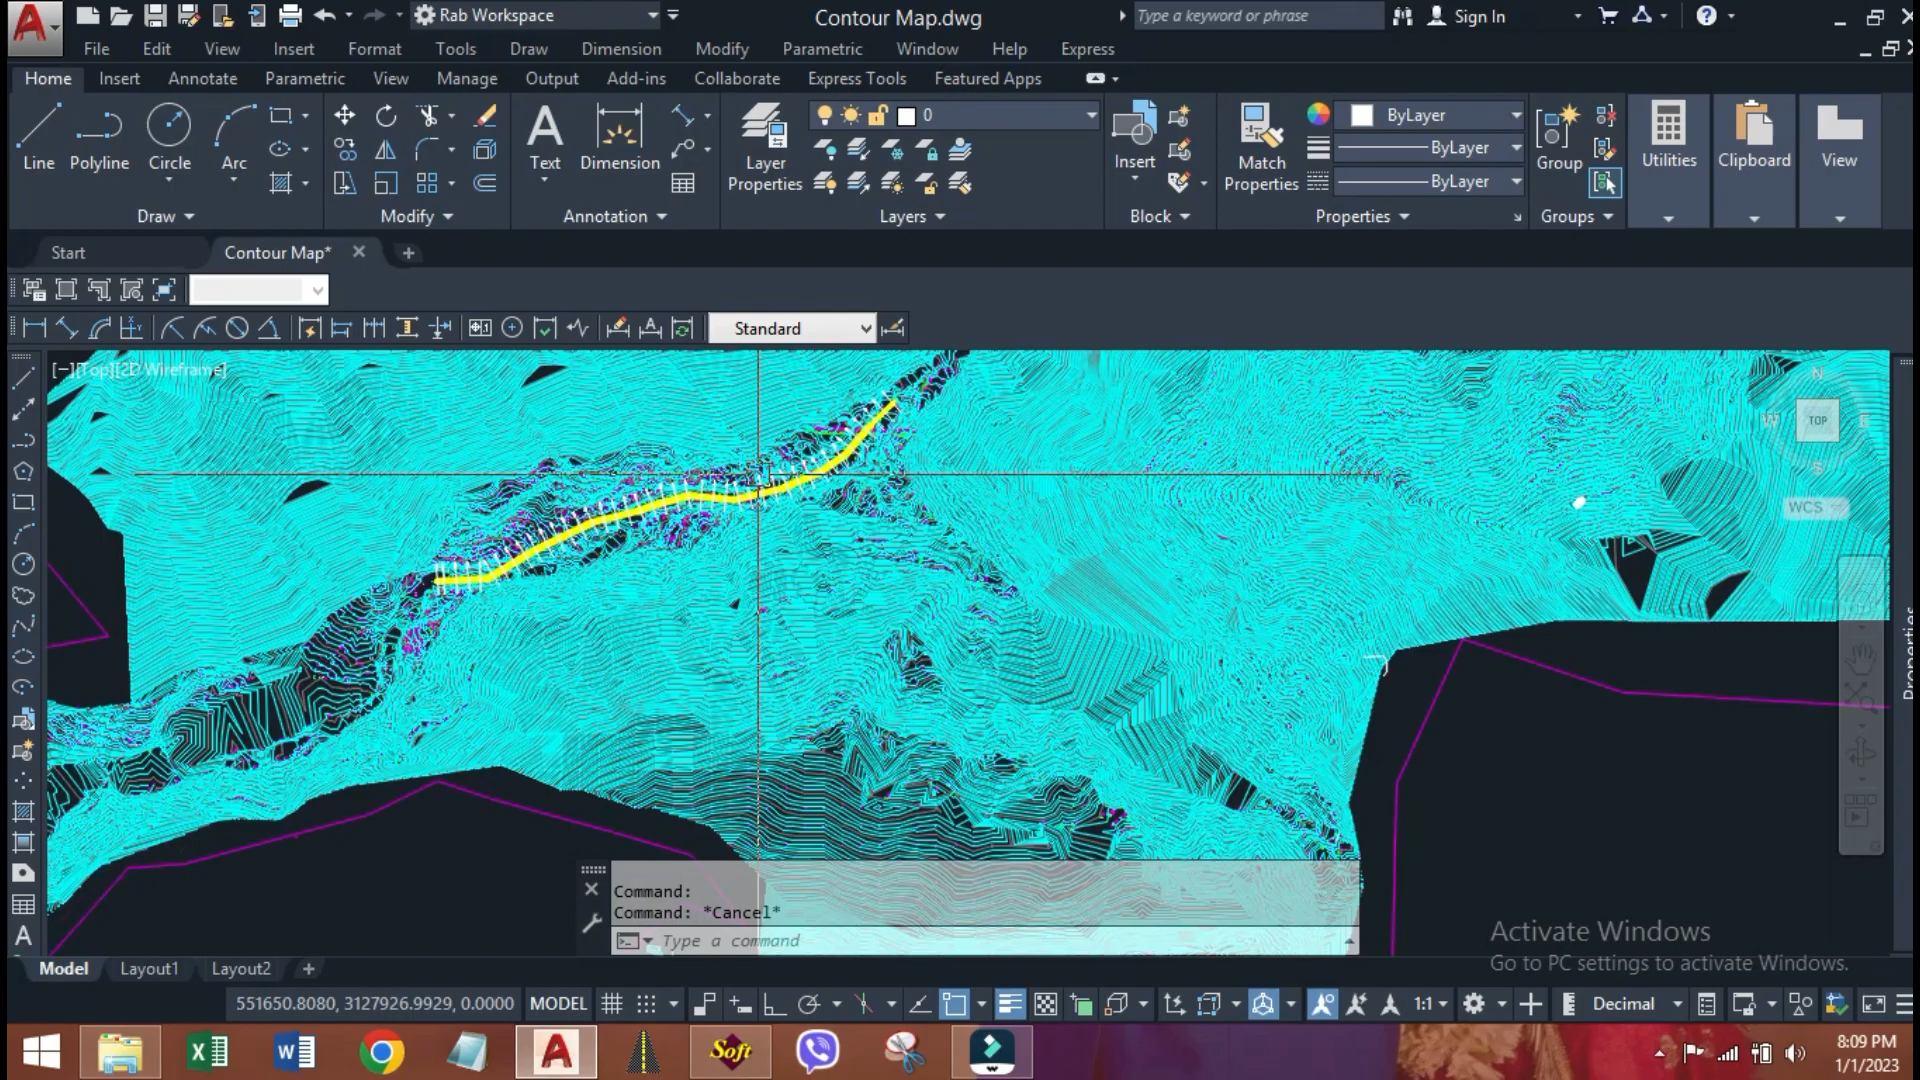 Rab Workspace
Contour Map.dwg
Type a keyword or phrase
Sign In
File Edit View Insert Format Tools Draw Dimension Modify Parametric Window Help Express
Home Insert Annotate Parametric View Manage Output Add-ins Collaborate Express Tools Featured Apps
0
ByLayer
ByLayer
ByLayer
Line Polyline Circle Arc
Text Dimension
Layer Properties
Insert
Match Properties
Group
Utilities Clipboard View
Draw Modify Annotation Layers Block Properties Groups
Start Contour Map*
Standard
[−][Top][2D Wireframe]
N
W TOP E
S
WCS
Properties
Command:
Command: *Cancel*
Type a command
Activate Windows
Go to PC settings to activate Windows.
A
Model Layout1 Layout2
551650.8080, 3127926.9929, 0.0000 MODEL 1:1 Decimal
Soft
8:09 PM
1/1/2023